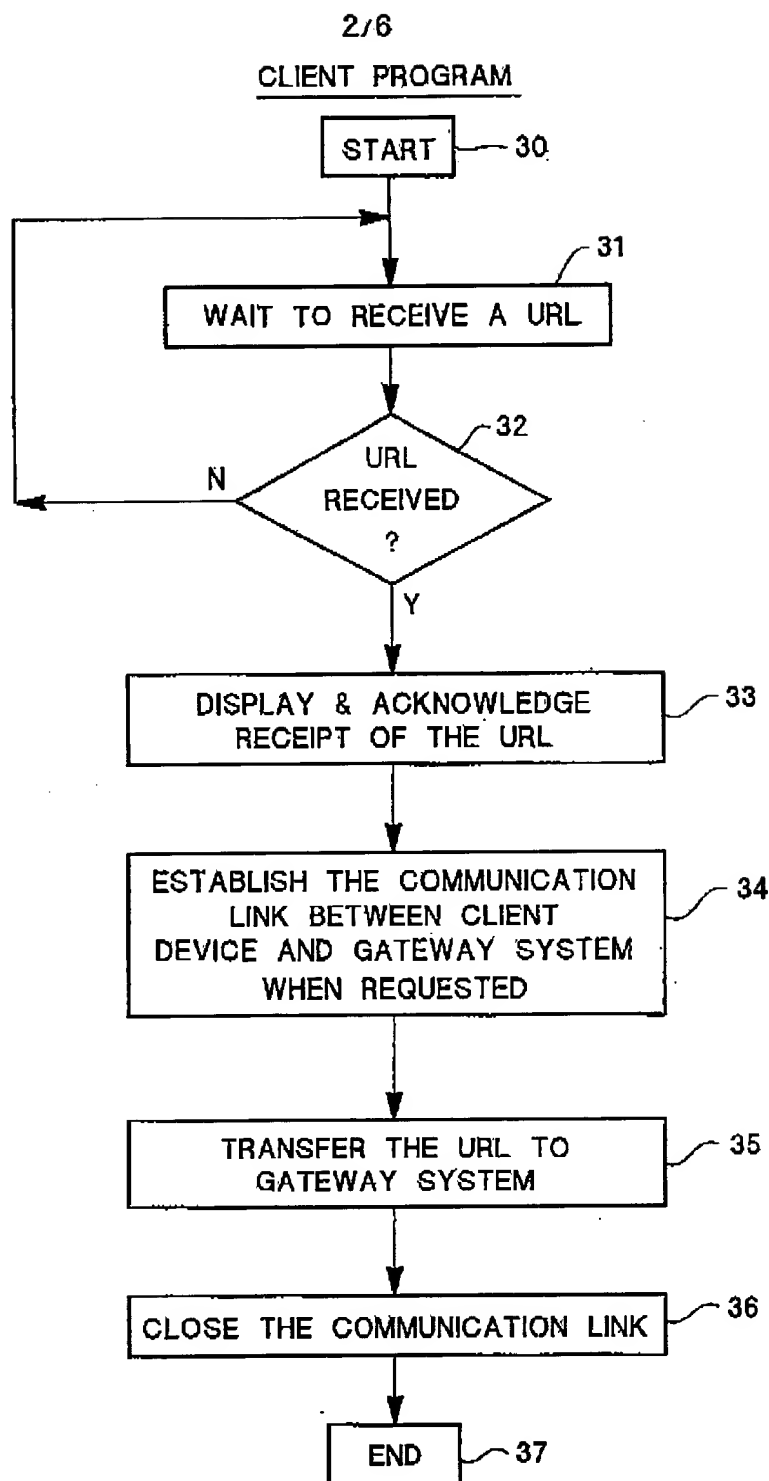 2/6
CLIENT PROGRAM
START
30
31
WAIT TO RECEIVE A URL
32
URL
RECEIVED
?
N
Y
DISPLAY & ACKNOWLEDGE
RECEIPT OF THE URL
33
ESTABLISH THE COMMUNICATION
LINK BETWEEN CLIENT
DEVICE AND GATEWAY SYSTEM
WHEN REQUESTED
34
TRANSFER THE URL TO
GATEWAY SYSTEM
35
CLOSE THE COMMUNICATION LINK
36
END
37